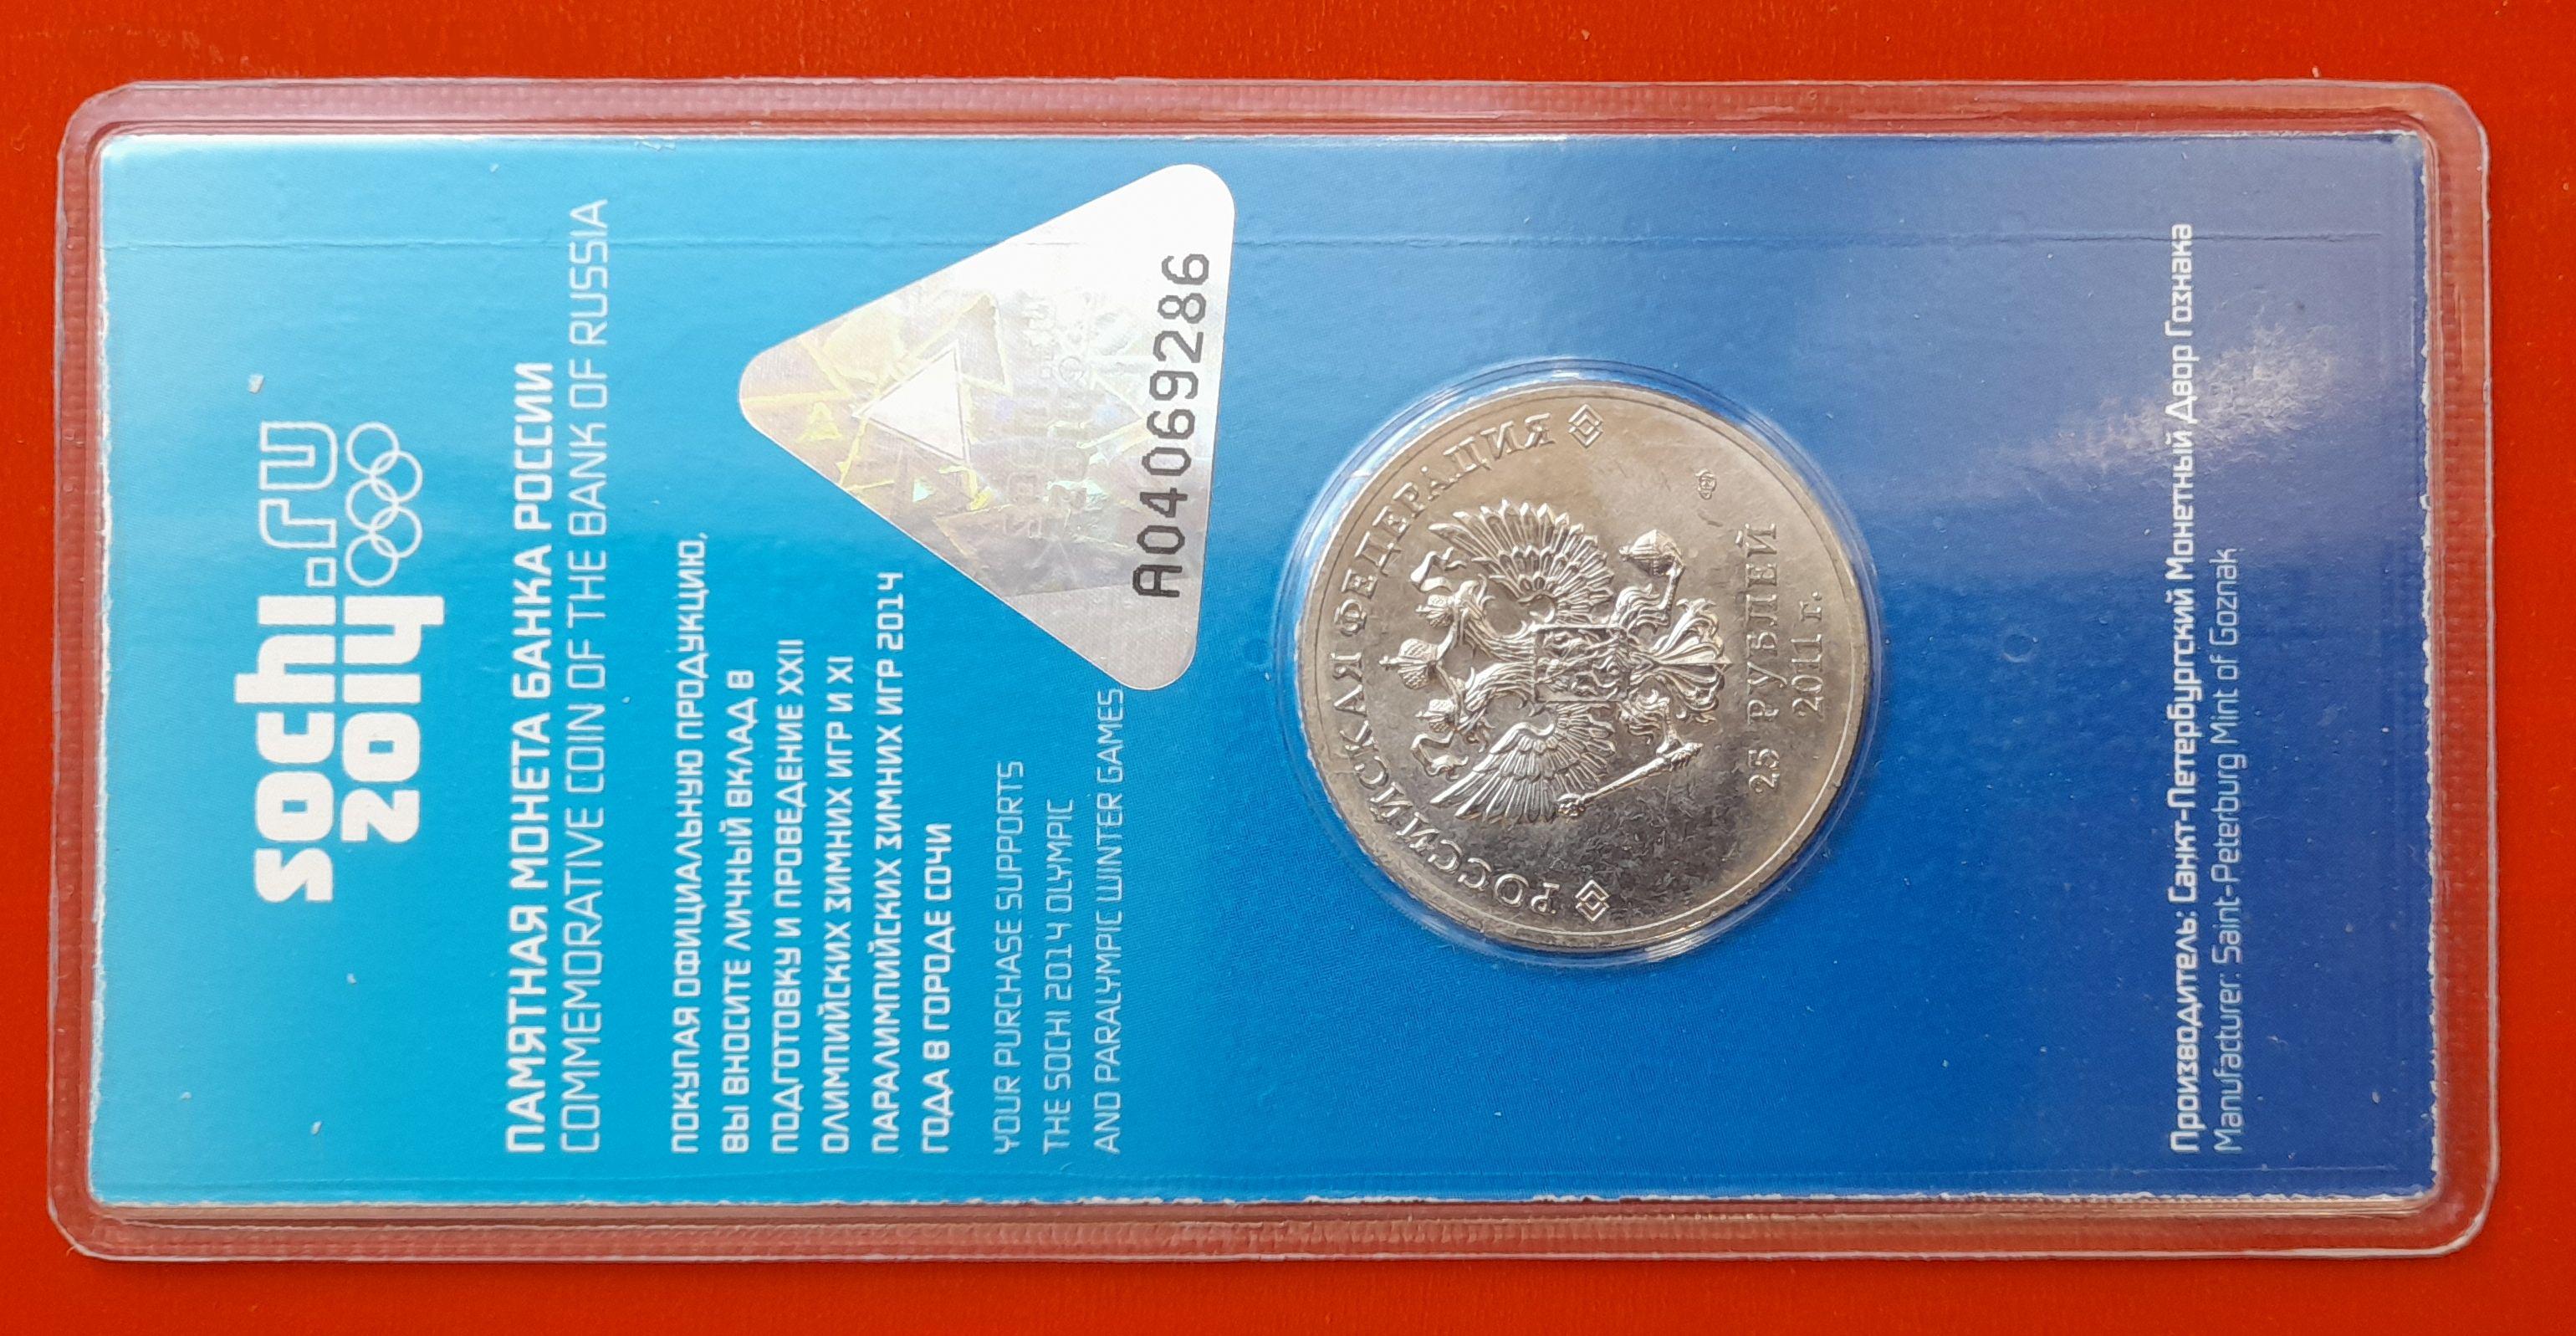 sochi.ru
2014
ПАМЯТНАЯ МОНЕТА БАНКА РОССИИ
COMMEMORATIVE COIN OF THE BANK OF RUSSIA
ПОКУПАЯ ОФИЦИАЛЬНУЮ ПРОДУКЦИЮ,
ВЫ ВНОСИТЕ ЛИЧНЫЙ ВКЛАД В
ПОДГОТОВКУ И ПРОВЕДЕНИЕ XXII
ОЛИМПИЙСКИХ ЗИМНИХ ИГР И XI
ПАРАЛИМПИЙСКИХ ЗИМНИХ ИГР 2014
ГОДА В ГОРОДЕ СОЧИ
YOUR PURCHASE SUPPORTS
THE SOCHI 2014 OLYMPIC
AND PARALYMPIC WINTER GAMES
A04069286
РОССИЙСКАЯ ФЕДЕРАЦИЯ
25 РУБЛЕЙ
2011 г.
Производитель: Санкт-Петербургский Монетный Двор Гознака
Manufacturer: Saint-Peterburg Mint of Goznak